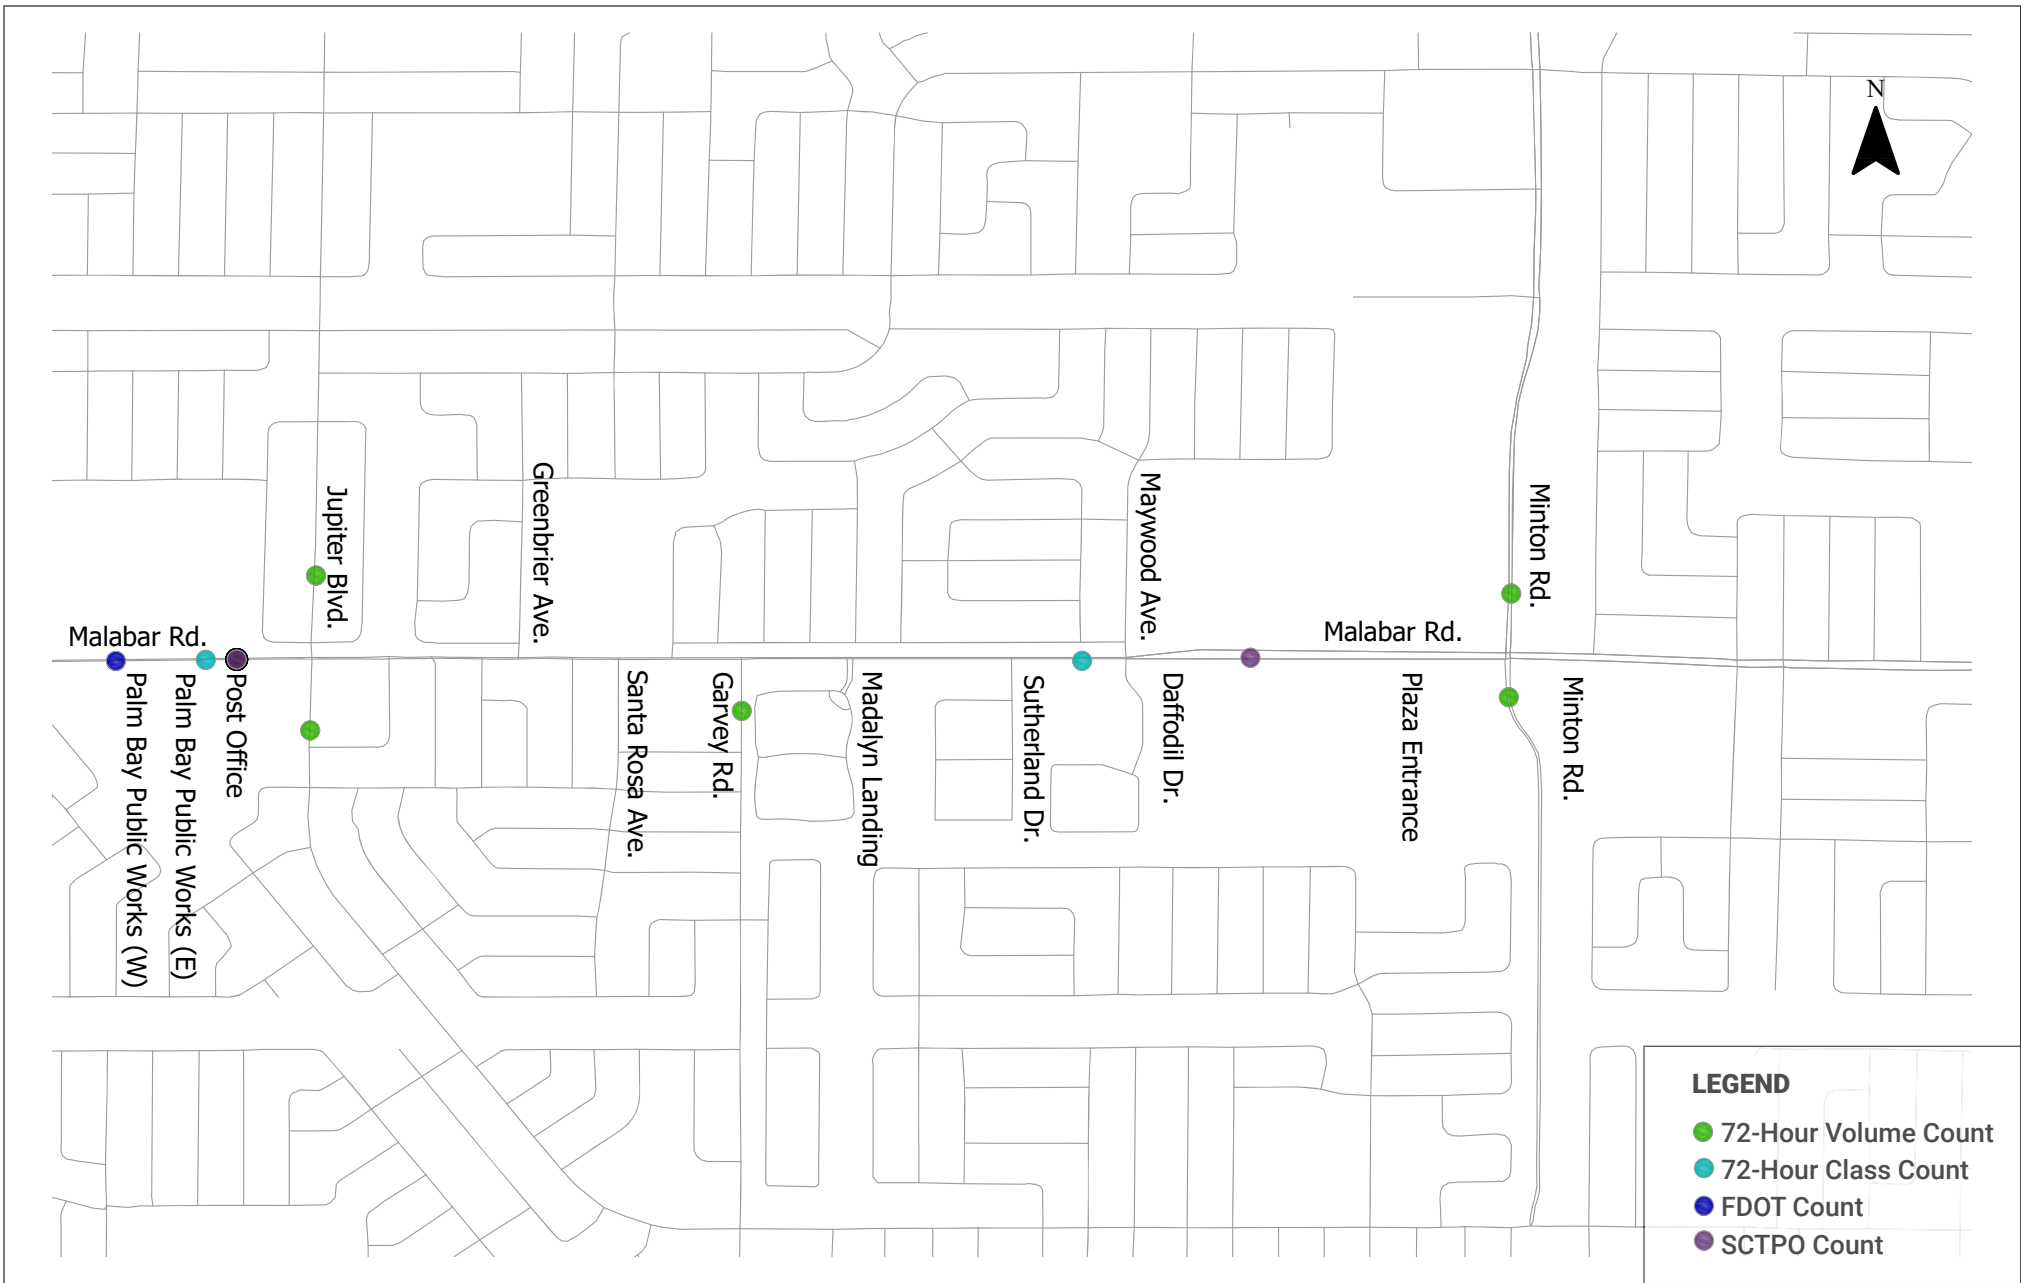 N
Jupiter Blvd.
Greenbrier Ave.
Maywood Ave.
Minton Rd.
Malabar Rd.
Malabar Rd.
Palm Bay Public Works (W)
Palm Bay Public Works (E)
Post Office
Santa Rosa Ave.
Garvey Rd.
Madalyn Landing
Sutherland Dr.
Daffodil Dr.
Plaza Entrance
Minton Rd.
LEGEND
72-Hour Volume Count
72-Hour Class Count
FDOT Count
SCTPO Count